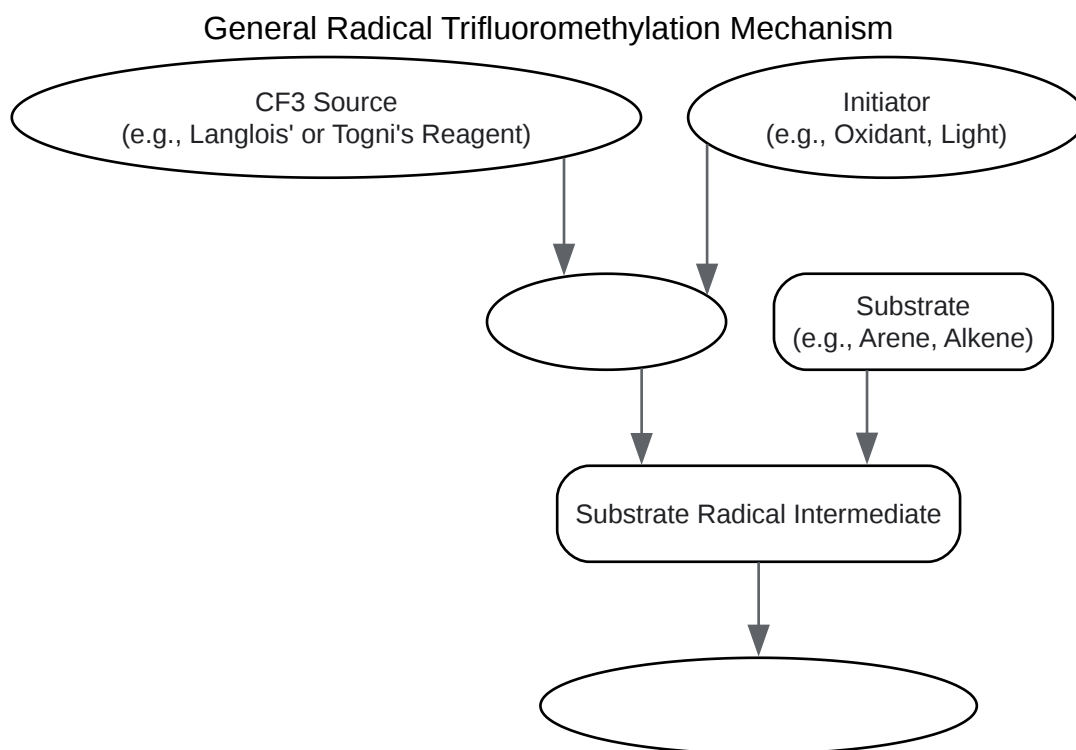 General Radical Trifluoromethylation Mechanism
CF3 Source
(e.g., Langlois' or Togni's Reagent)
Initiator
(e.g., Oxidant, Light)
Substrate
(e.g., Arene, Alkene)
Substrate Radical Intermediate